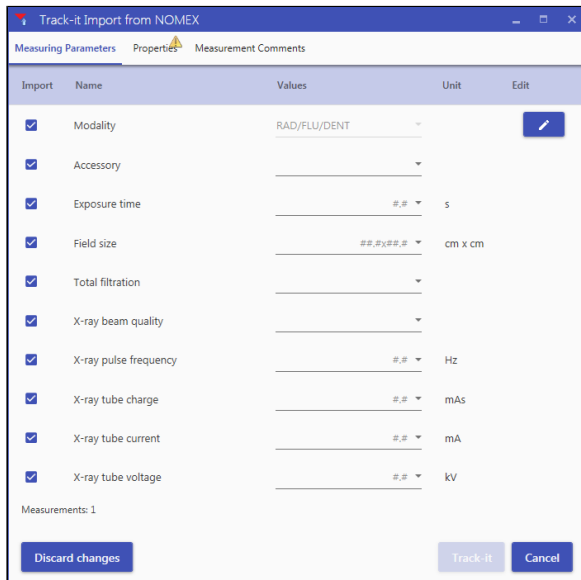 Track-it Import from NOMEX
Measuring Parameters Properties Measurement Comments
Import Name Values Unit Edit
Modality RAD/FLU/DENT
Accessory
Exposure time #.# s
Field size ##.#x##.# cm x cm
Total filtration
X-ray beam quality
X-ray pulse frequency #.# Hz
X-ray tube charge #.# mAs
X-ray tube current #.# mA
X-ray tube voltage #.# kV
Measurements: 1
Discard changes Track-it Cancel